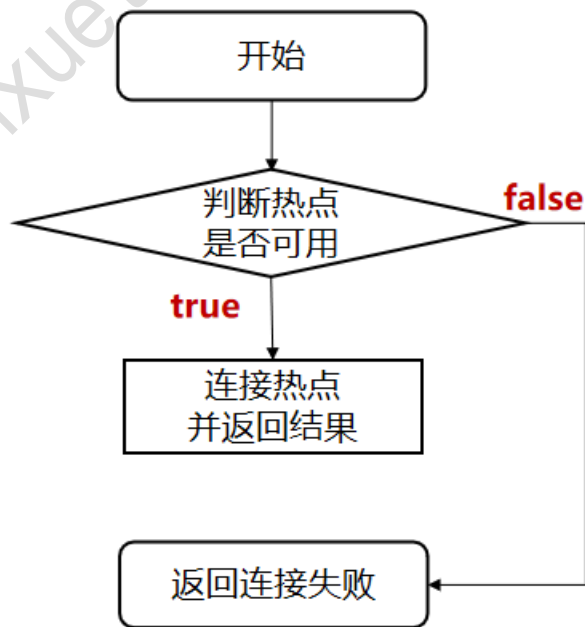 开始
判断热点
是否可用
false
true
连接热点
并返回结果
返回连接失败